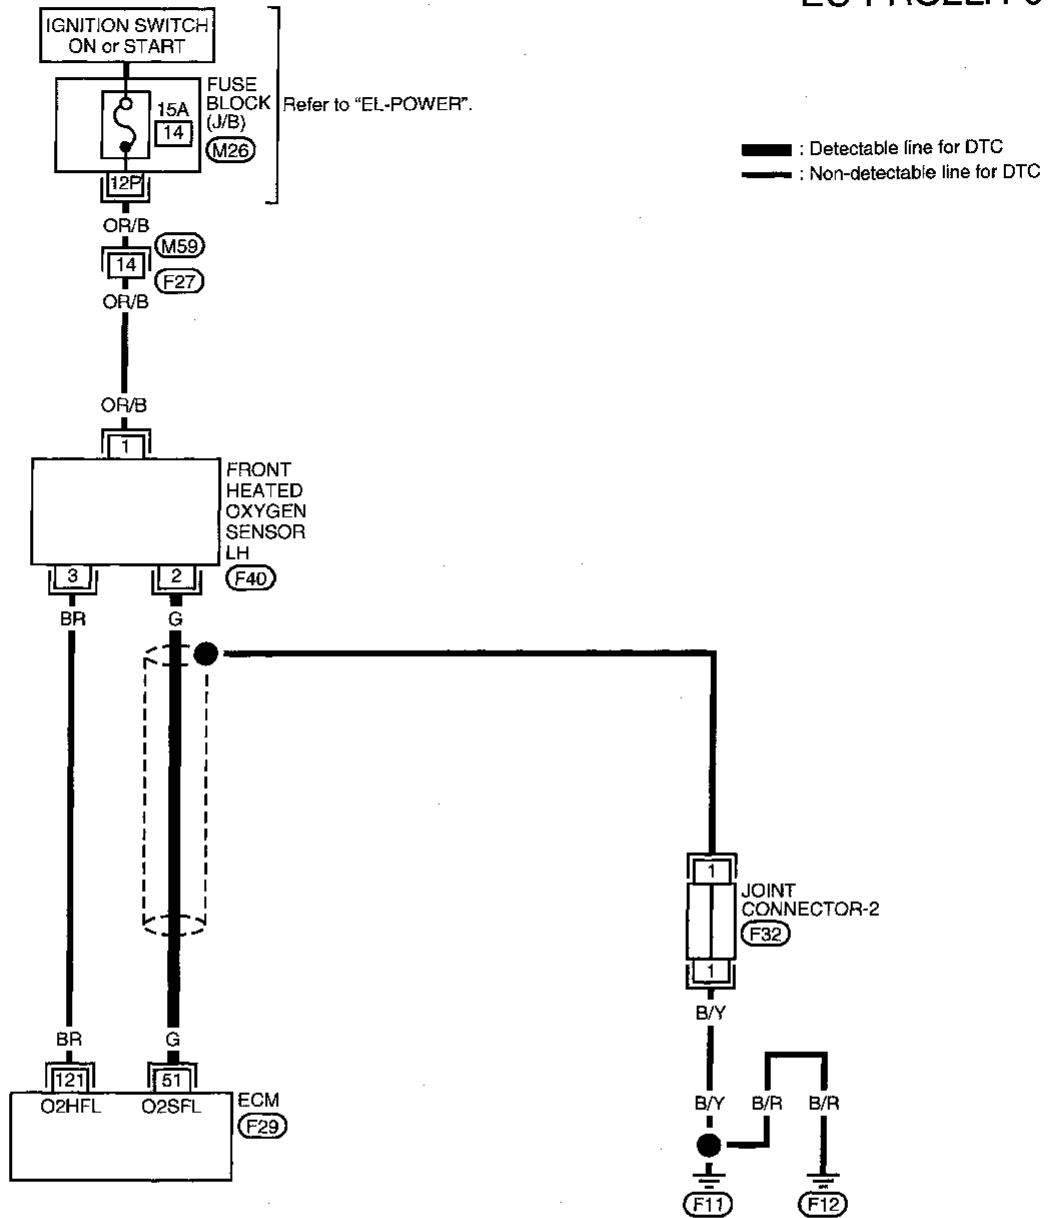 IGNITION SWITCH
ON or START
FUSE
BLOCK
(J/B)
M26
15A
14
Refer to "EL-POWER".
: Detectable line for DTC
: Non-detectable line for DTC
12P
OR/B
M59
14
F27
OR/B
OR/B
1
FRONT
HEATED
OXYGEN
SENSOR
LH
F40
3
2
BR
G
1
JOINT
CONNECTOR-2
F32
1
B/Y
BR
G
121
51
O2HFL
O2SFL
ECM
F29
B/Y
B/R
B/R
F11
F12